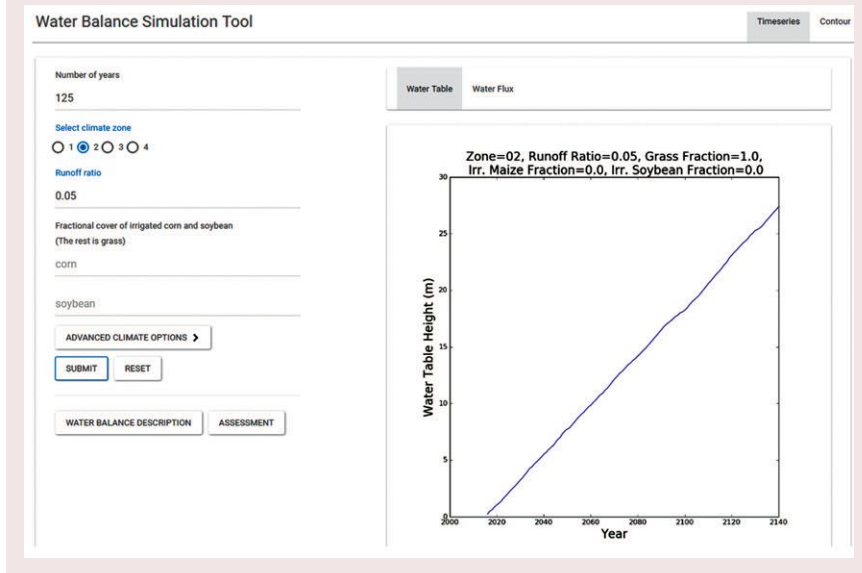 Water Balance Simulation Tool
Timeseries Contour
Number of years
125
Select climate zone
1 2 3 4
Runoff ratio
0.05
Fractional cover of irrigated corn and soybean
(The rest is grass)
corn
soybean
ADVANCED CLIMATE OPTIONS >
SUBMIT RESET
WATER BALANCE DESCRIPTION ASSESSMENT
Water Table Water Flux
Zone=02, Runoff Ratio=0.05, Grass Fraction=1.0,
Irr. Maize Fraction=0.0, Irr. Soybean Fraction=0.0
30
25
20
15
10
5
0
Water Table Height (m)
2000 2020 2040 2060 2080 2100 2120 2140
Year